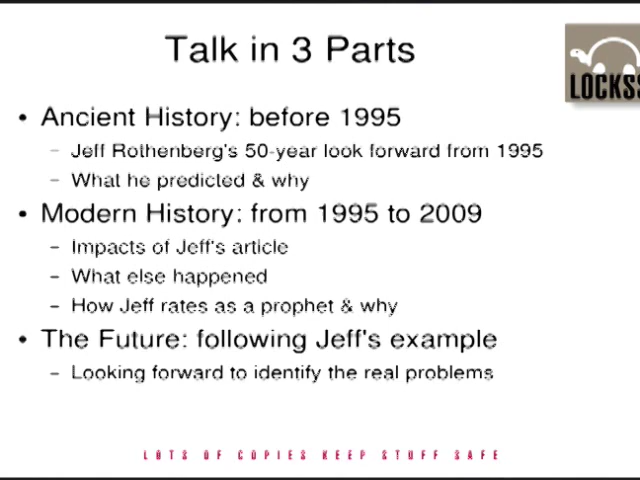 Talk in 3 Parts
LOCKSS
• Ancient History: before 1995
– Jeff Rothenberg's 50-year look forward from 1995
– What he predicted & why
• Modern History: from 1995 to 2009
– Impacts of Jeff's article
– What else happened
– How Jeff rates as a prophet & why
• The Future: following Jeff's example
– Looking forward to identify the real problems
LOTS OF COPIES KEEP STUFF SAFE